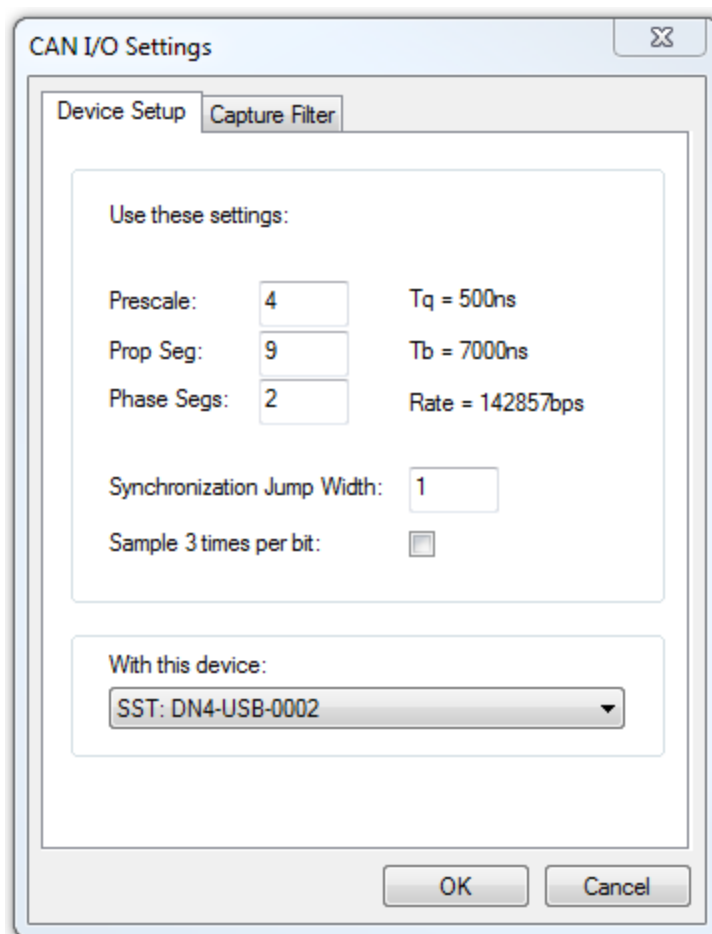 CAN I/O Settings
Device Setup Capture Filter
Use these settings:
Prescale: 4 Tq = 500ns
Prop Seg: 9 Tb = 7000ns
Phase Segs: 2 Rate = 142857bps
Synchronization Jump Width: 1
Sample 3 times per bit:
With this device:
SST: DN4-USB-0002
OK Cancel